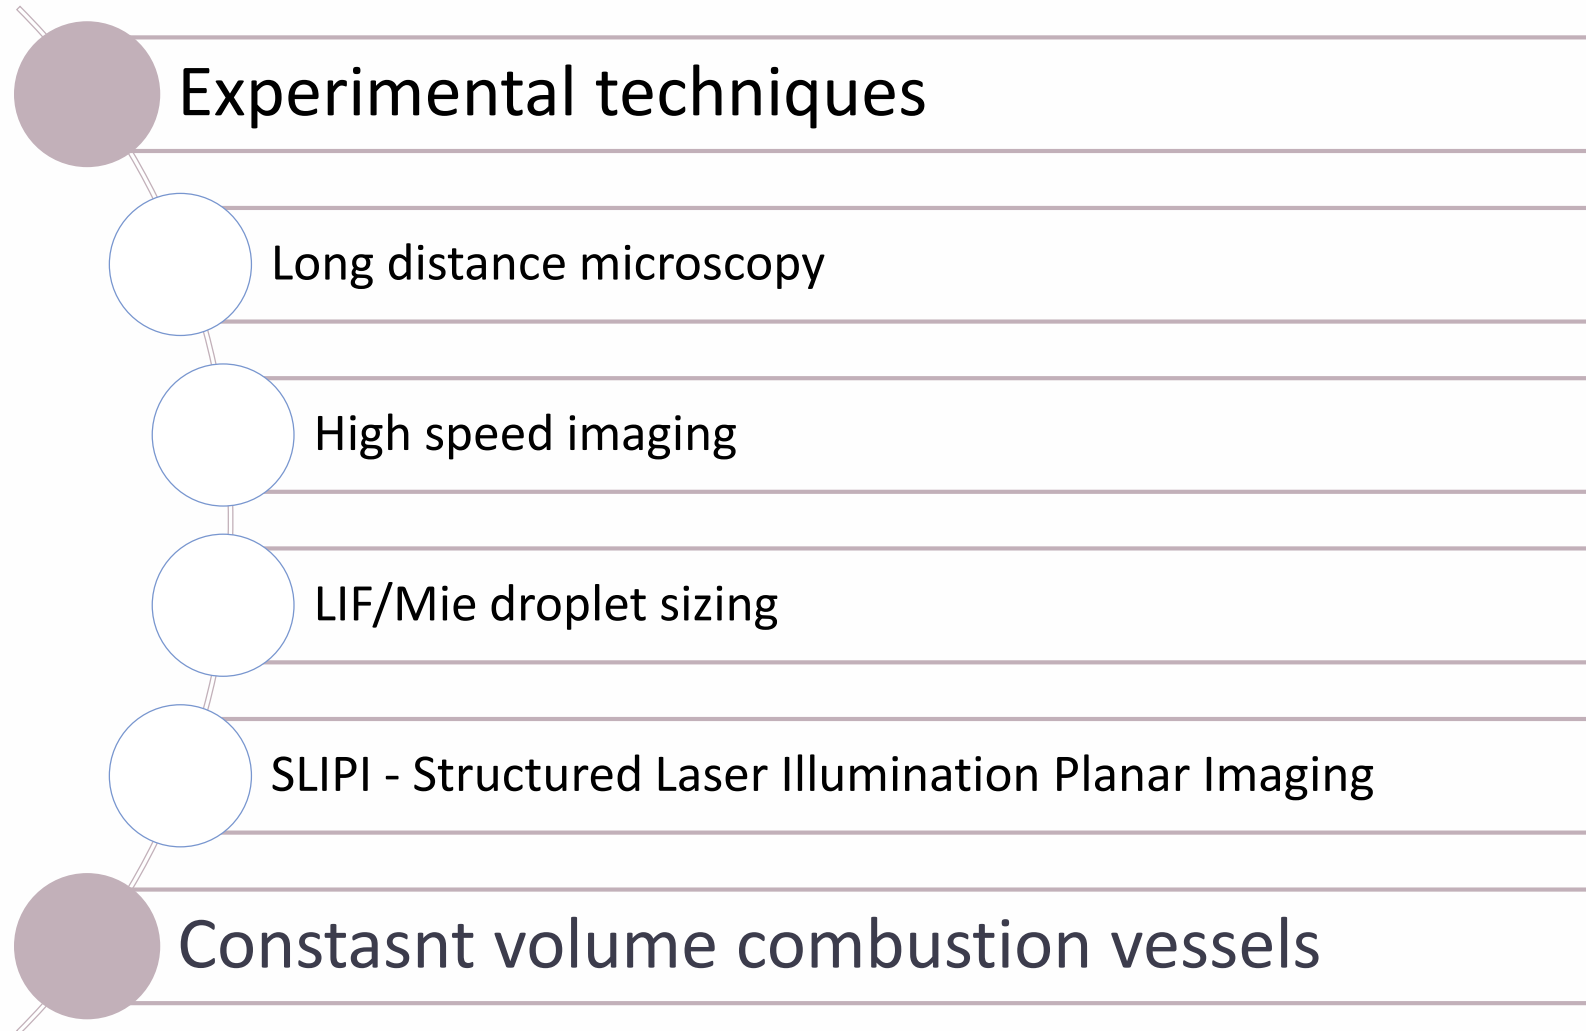 Experimental techniques
Long distance microscopy
High speed imaging
LIF/Mie droplet sizing
SLIPI - Structured Laser Illumination Planar Imaging
Constasnt volume combustion vessels